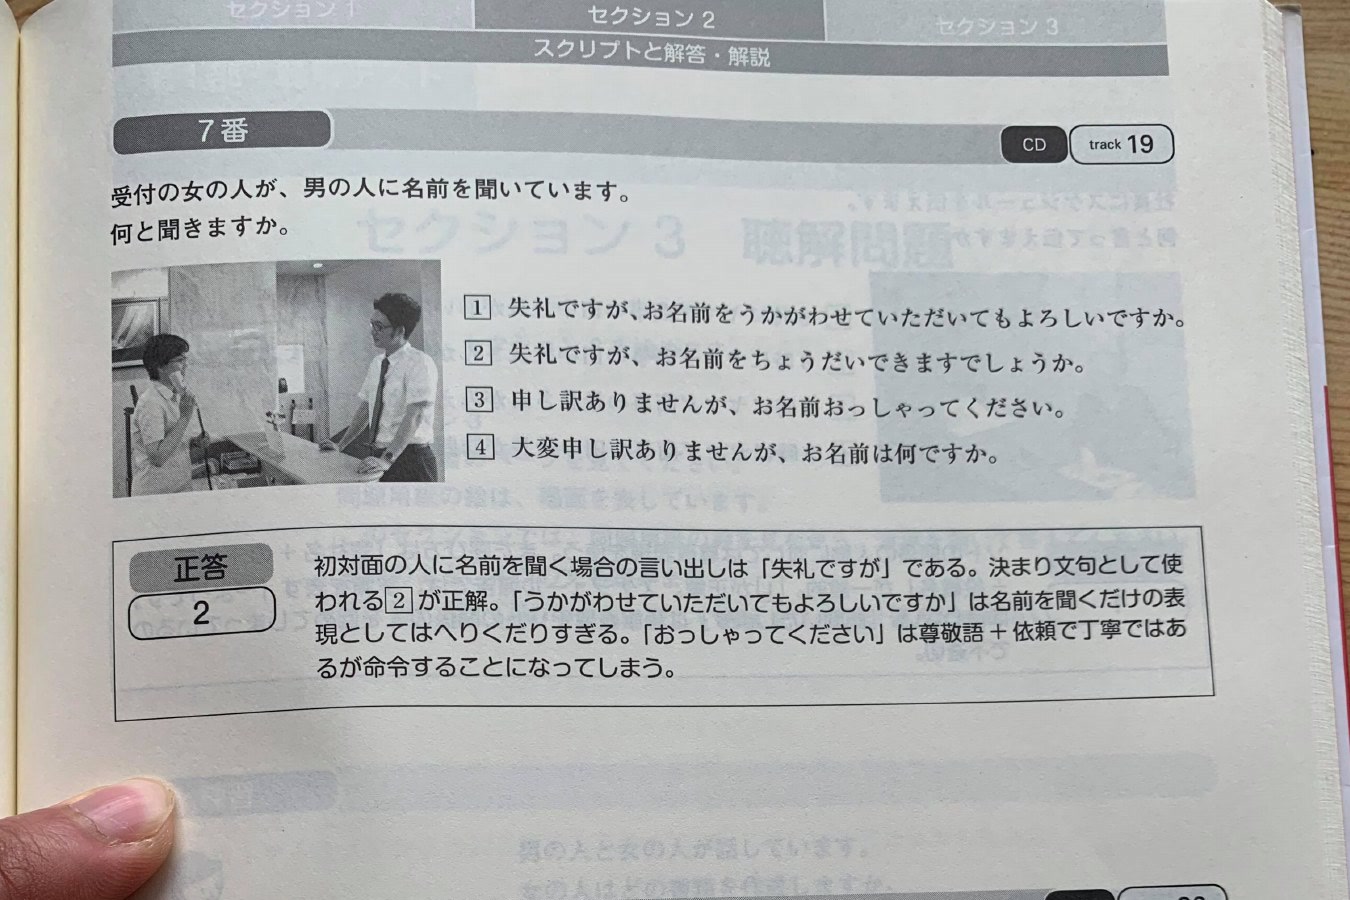 セクション 1
セクション 2
セクション 3
スクリプトと解答・解説
7番
CD
track 19
受付の女の人が、男の人に名前を聞いています。
何と聞きますか。
1 失礼ですが、お名前をうかがわせていただいてもよろしいですか。
2 失礼ですが、お名前をちょうだいできますでしょうか。
3 申し訳ありませんが、お名前おっしゃってください。
4 大変申し訳ありませんが、お名前は何ですか。
正答
2
初対面の人に名前を聞く場合の言い出しは「失礼ですが」である。決まり文句として使
われる2が正解。「うかがわせていただいてもよろしいですか」は名前を聞くだけの表
現としてはへりくだりすぎる。「おっしゃってください」は尊敬語＋依頼で丁寧ではあ
るが命令することになってしまう。